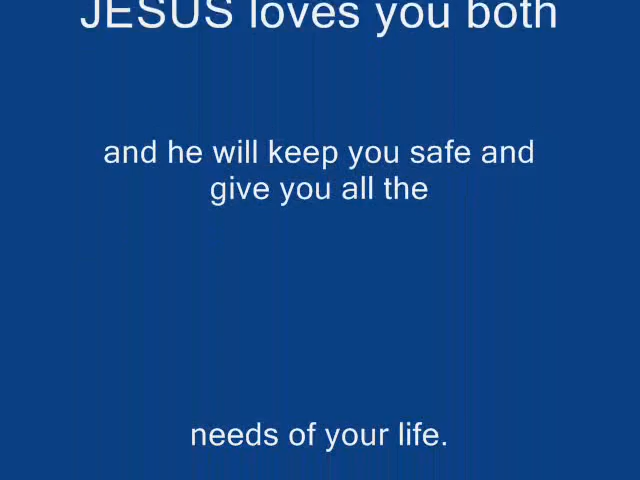 JESUS loves you both
and he will keep you safe and
give you all the
needs of your life.